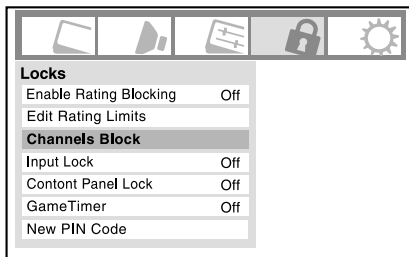 Locks
Enable Rating Blocking Off
Edit Rating Limits
Channels Block
Input Lock Off
Contont Panel Lock Off
GameTimer Off
New PIN Code